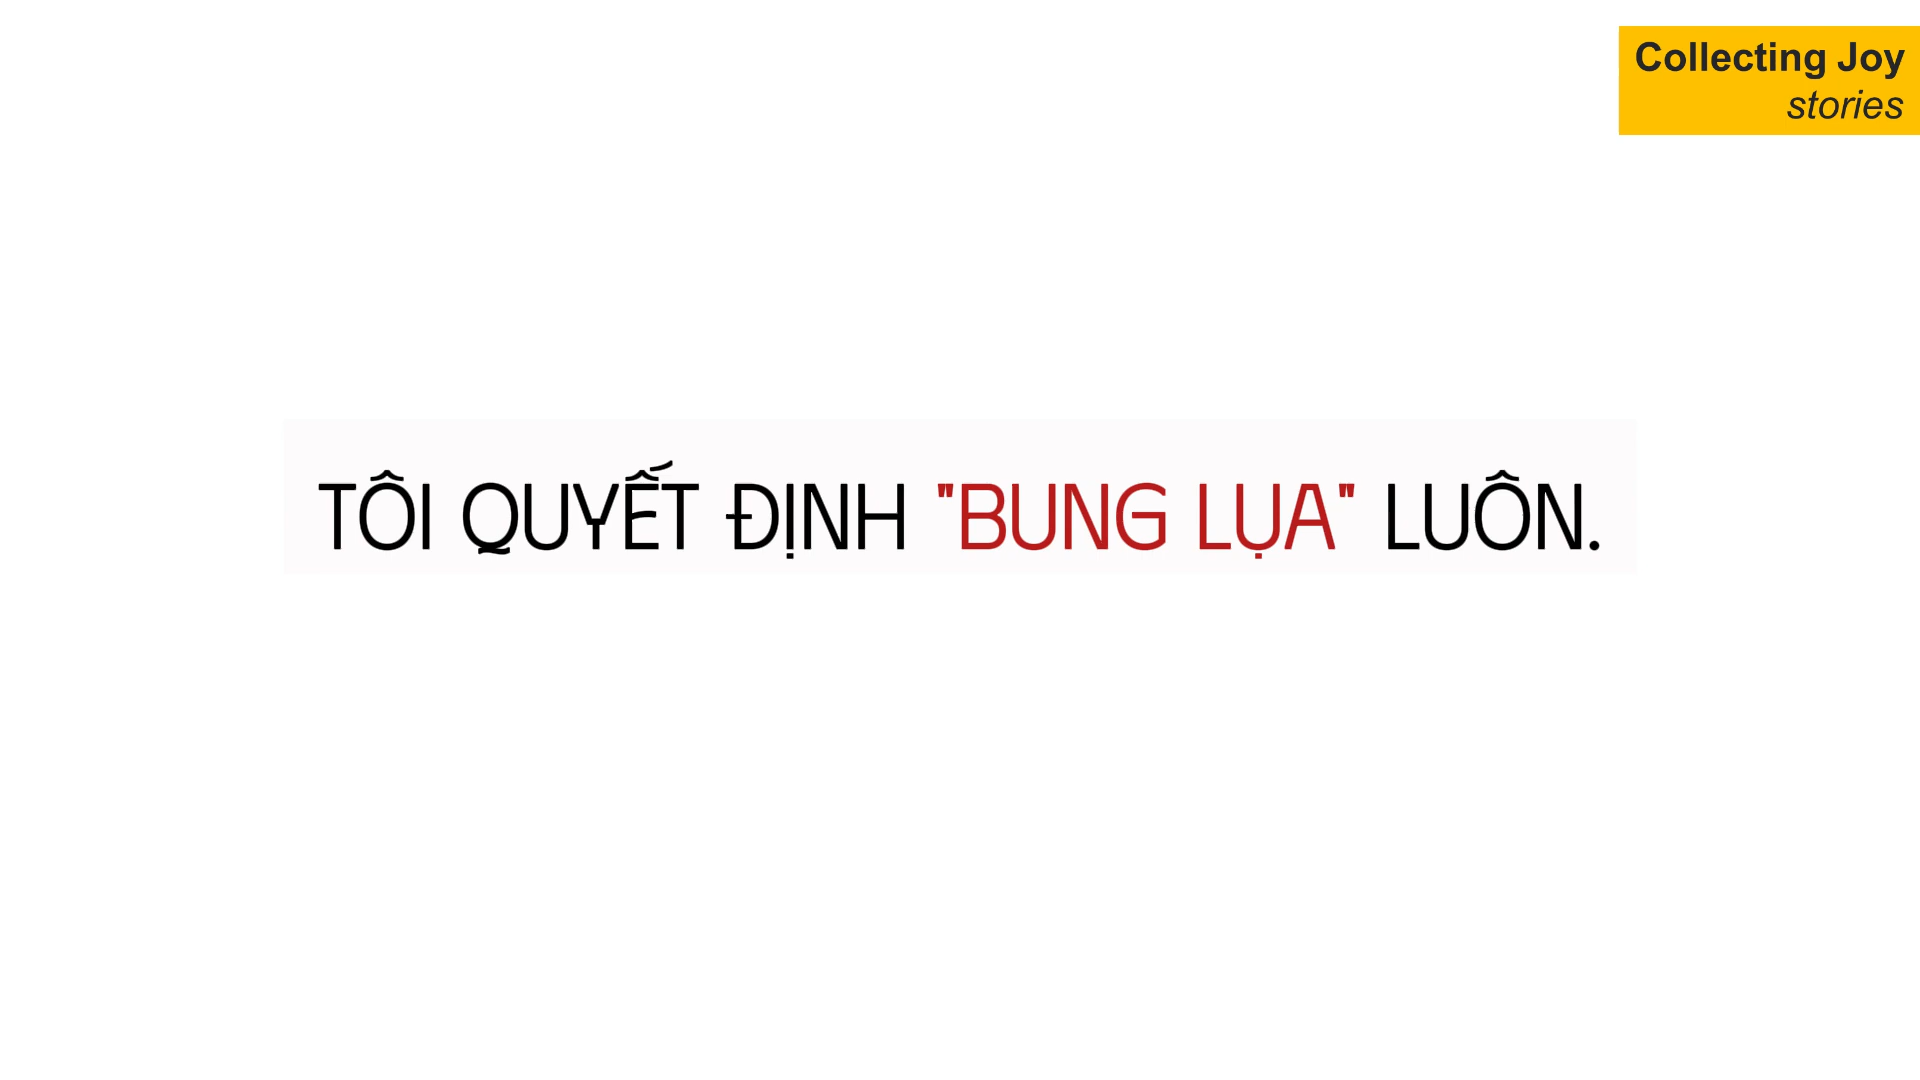 Collecting Joy
stories
TÔI QUYẾT ĐỊNH "BUNG LỤA" LUÔN.